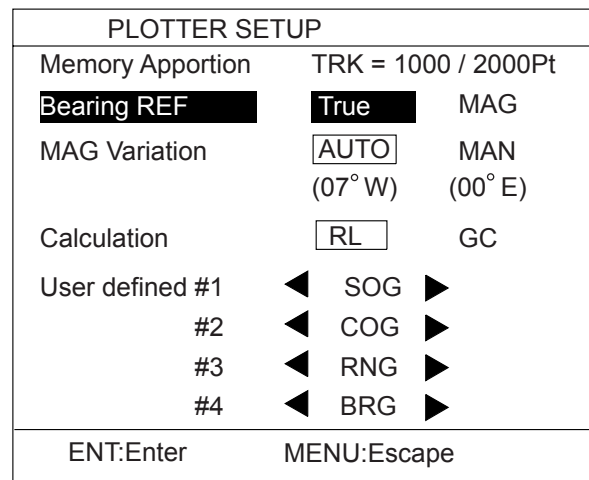 PLOTTER SETUP
Memory Apportion TRK = 1000 / 2000Pt
Bearing REF True MAG
MAG Variation AUTO MAN
(07° W) (00° E)
Calculation RL GC
User defined #1 ◀ SOG ▶
#2 ◀ COG ▶
#3 ◀ RNG ▶
#4 ◀ BRG ▶
ENT:Enter MENU:Escape